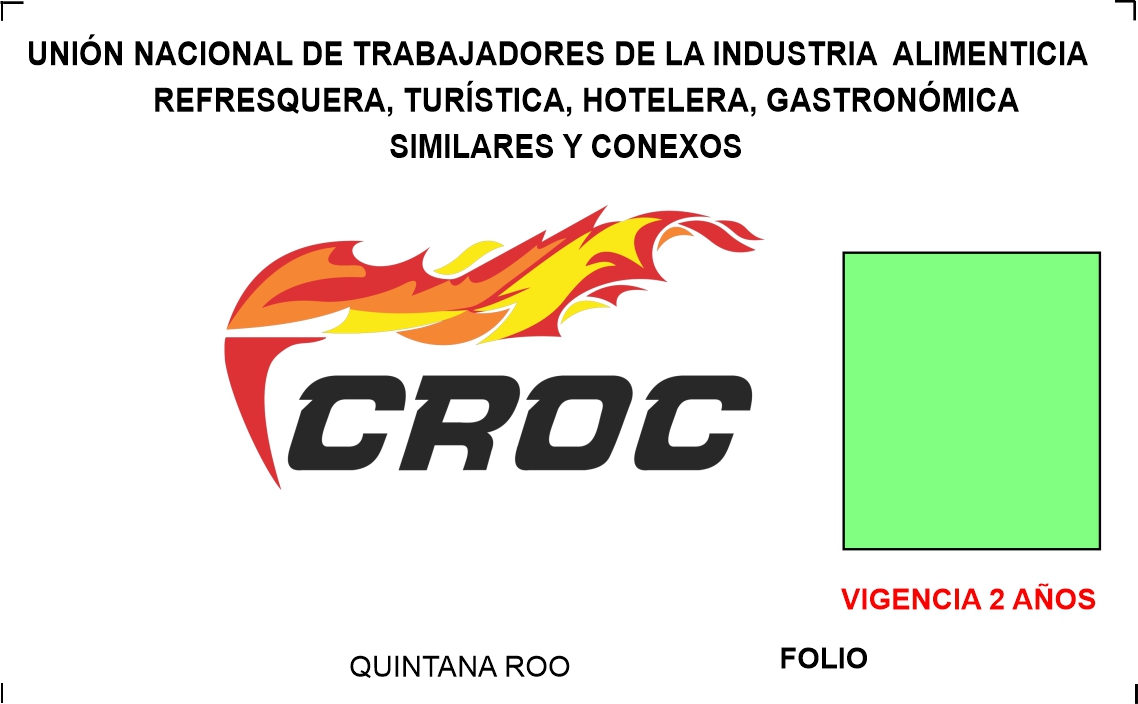 UNIÓN NACIONAL DE TRABAJADORES DE LA INDUSTRIA ALIMENTICIA
REFRESQUERA, TURÍSTICA, HOTELERA, GASTRONÓMICA
SIMILARES Y CONEXOS
CROC
VIGENCIA 2 AÑOS
QUINTANA ROO
FOLIO